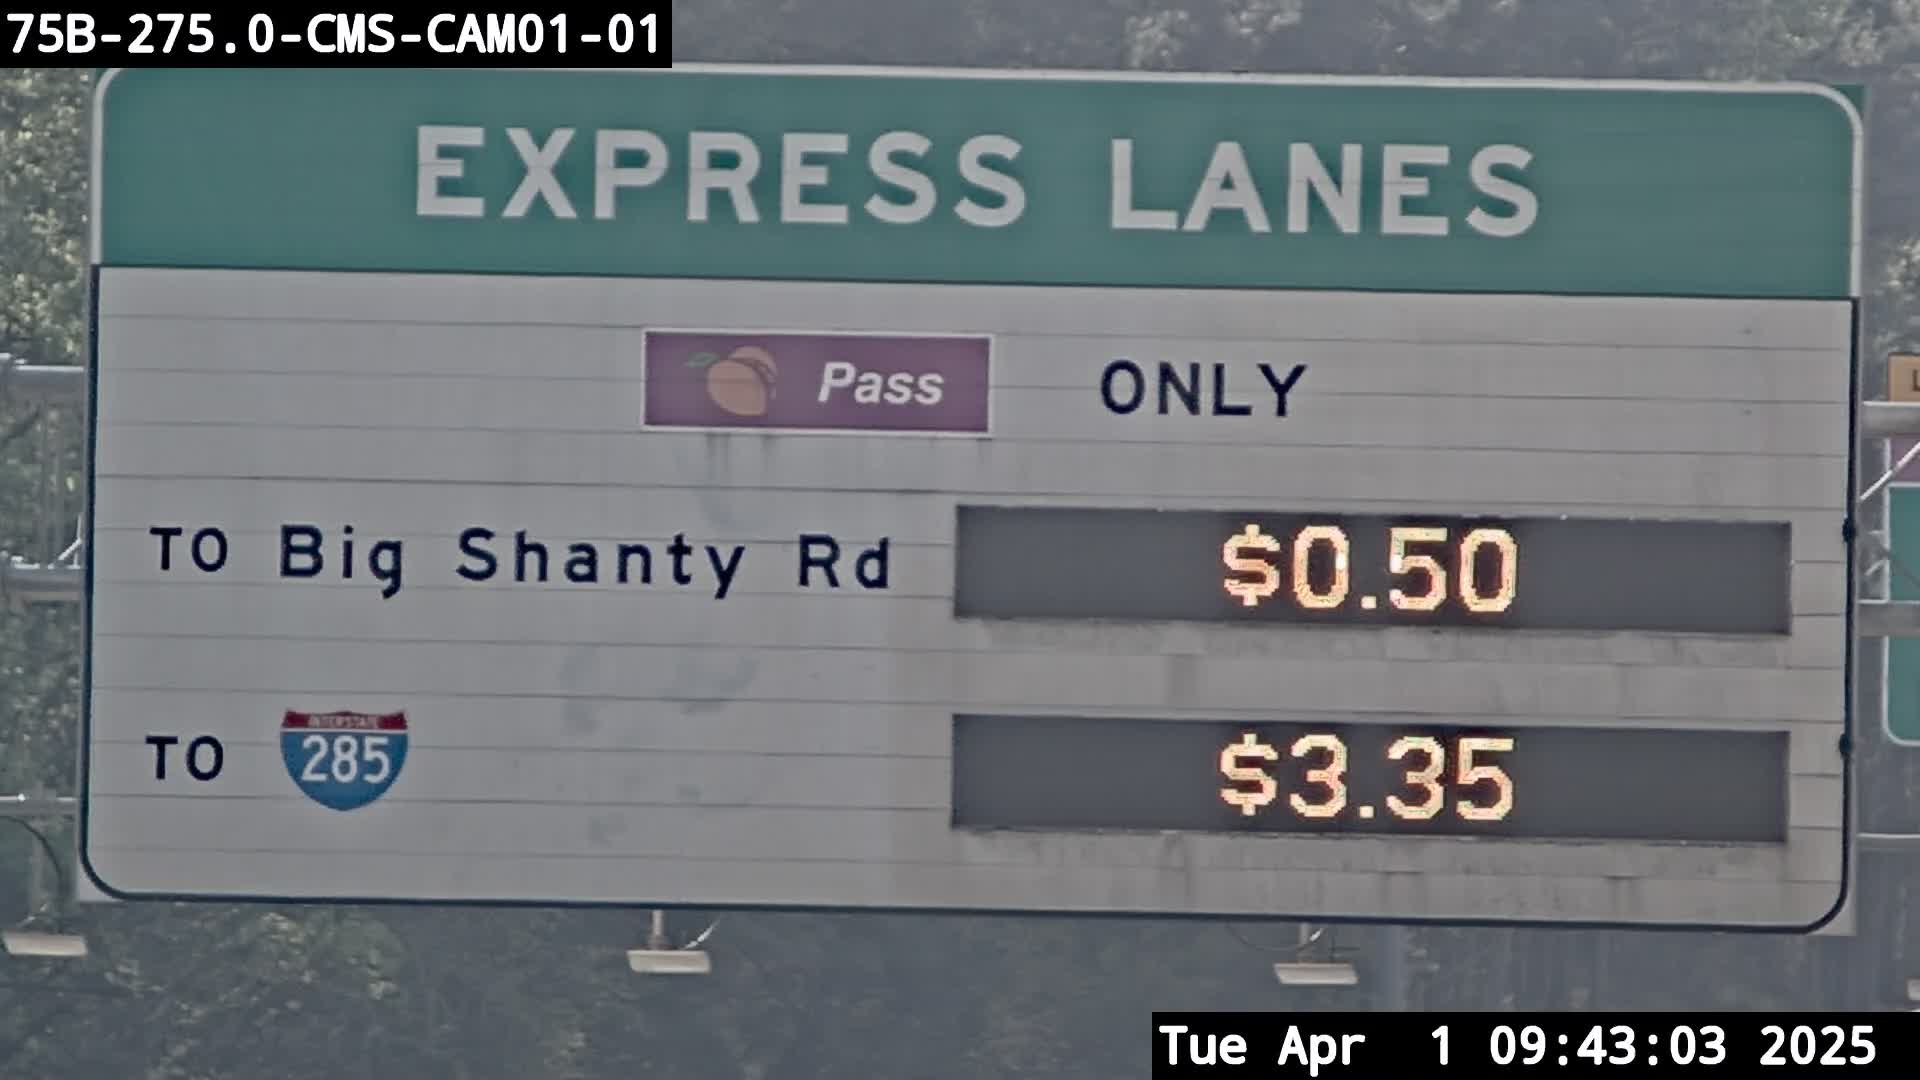 75B-275.0-CMS-CAM01-01
EXPRESS LANES
Pass ONLY
TO Big Shanty Rd $0.50
INTERSTATE
TO 285 $3.35
Tue Apr 1 09:43:03 2025